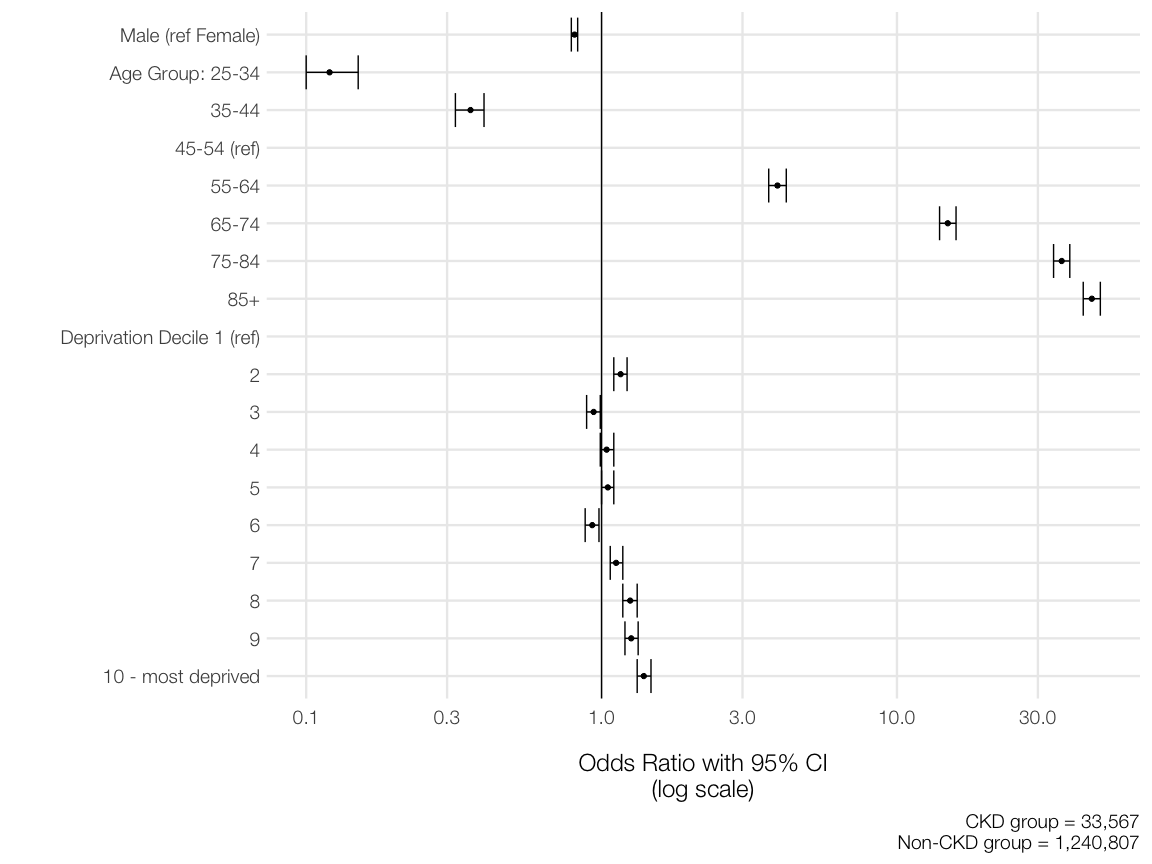 Male (ref Female)
Age Group: 25-34
35-44
45-54 (ref)
55-64
65-74
75-84
85+
Deprivation Decile 1 (ref)
2
3
4
5
6
7
8
9
10 - most deprived
0.1 0.3 1.0 3.0 10.0 30.0
Odds Ratio with 95% CI
(log scale)
CKD group = 33,567
Non-CKD group = 1,240,807